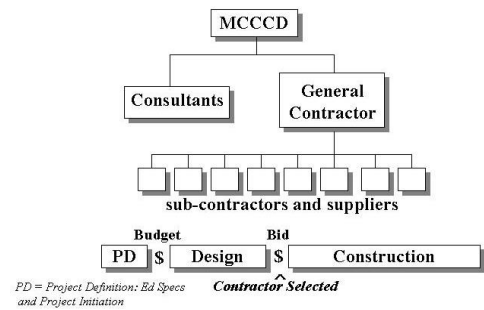 MCCCD
Consultants
General
Contractor
sub-contractors and suppliers
Budget
Bid
PD $ Design $ Construction
^
PD = Project Definition: Ed Specs
and Project Initiation
Contractor Selected